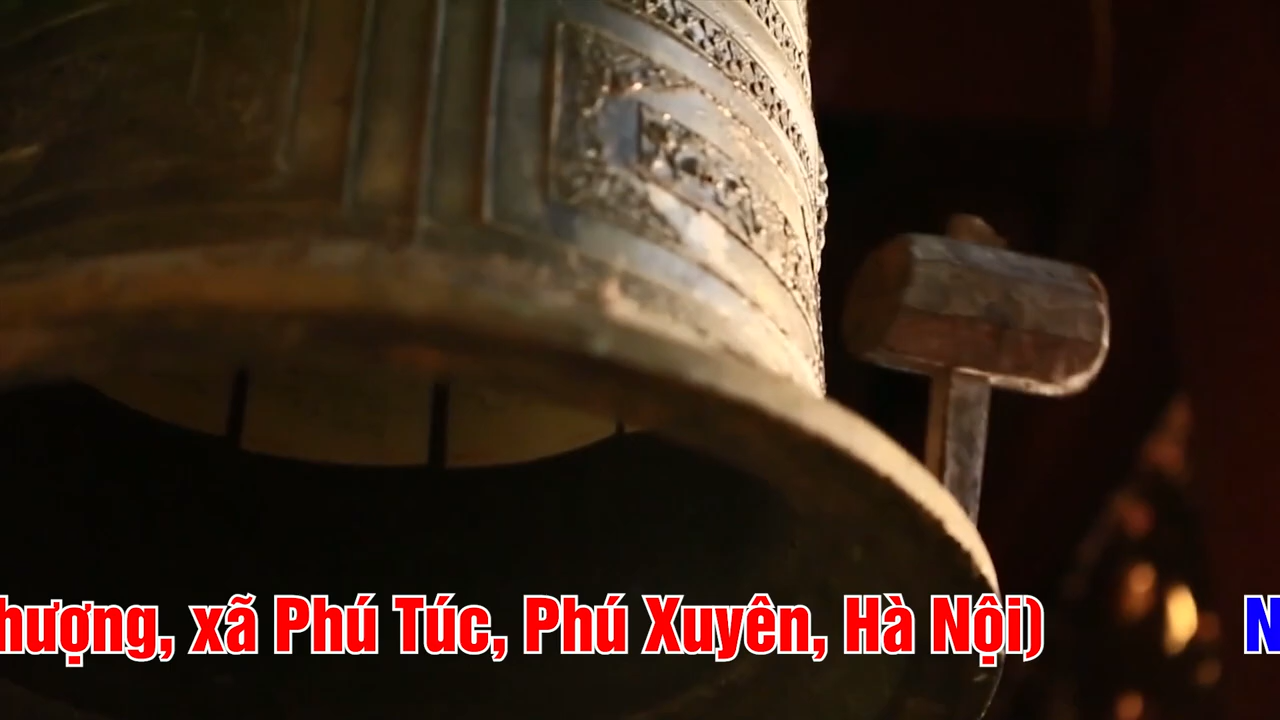 hượng, xã Phú Túc, Phú Xuyên, Hà Nội) N